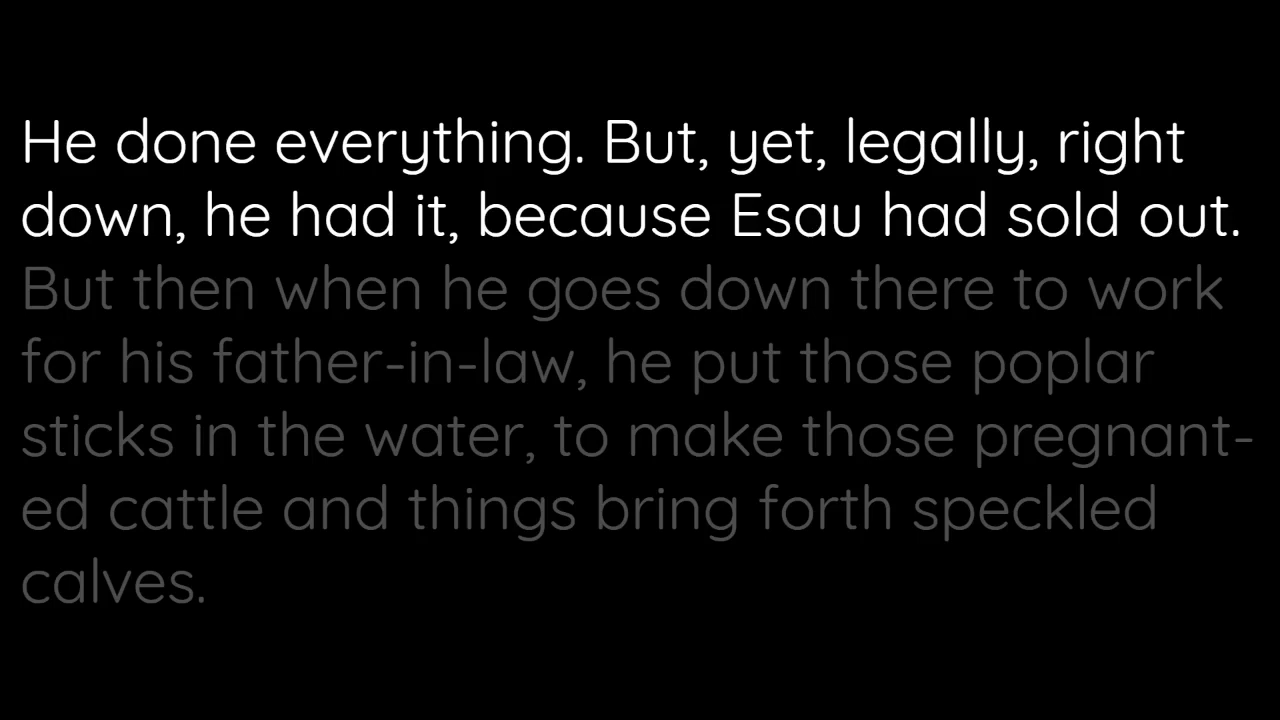 He done everything. But, yet, legally, right
down, he had it, because Esau had sold out.
But then when he goes down there to work
for his father-in-law, he put those poplar
sticks in the water, to make those pregnant-
ed cattle and things bring forth speckled
calves.